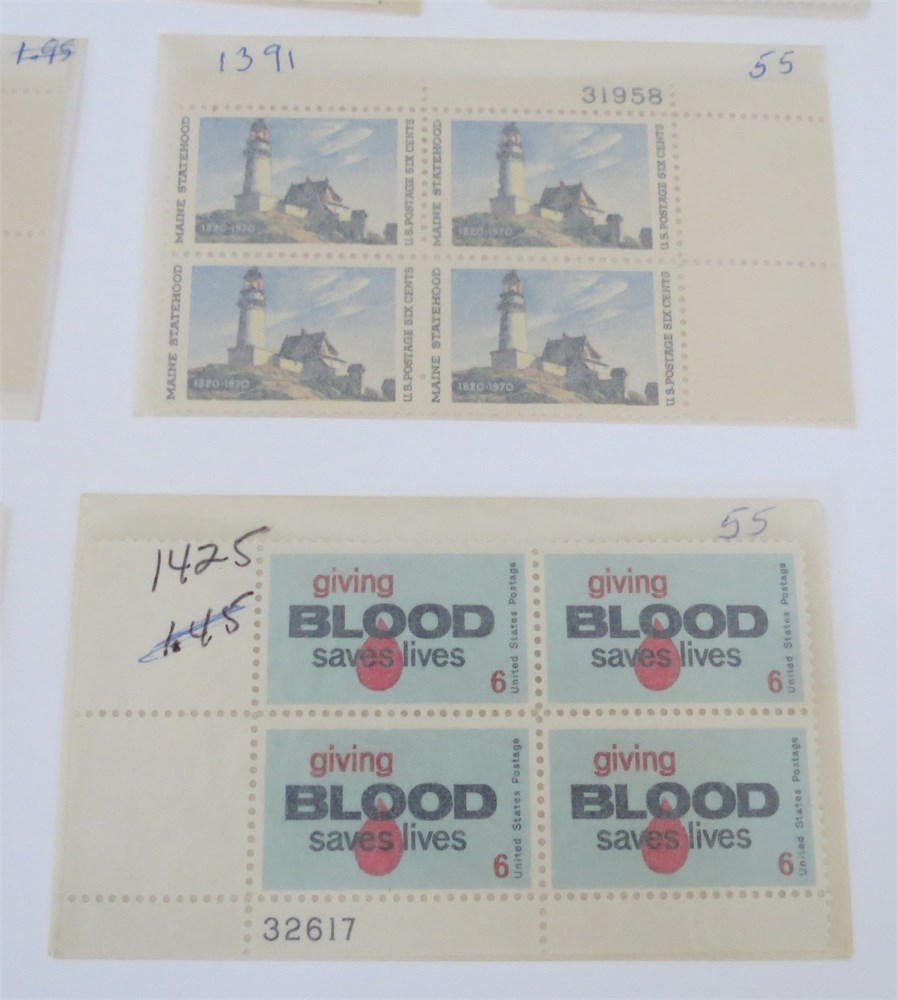 1.95
1391
55
31958
MAINE STATEHOOD
1820-1970
U.S. POSTAGE SIX CENTS
MAINE STATEHOOD
1820-1970
U.S. POSTAGE SIX CENTS
MAINE STATEHOOD
1820-1970
U.S. POSTAGE SIX CENTS
MAINE STATEHOOD
1820-1970
U.S. POSTAGE SIX CENTS
55
1425
1.45
giving
BLOOD
saves lives
6
United States Postage
giving
BLOOD
saves lives
6
United States Postage
giving
BLOOD
saves lives
6
United States Postage
giving
BLOOD
saves lives
6
United States Postage
32617